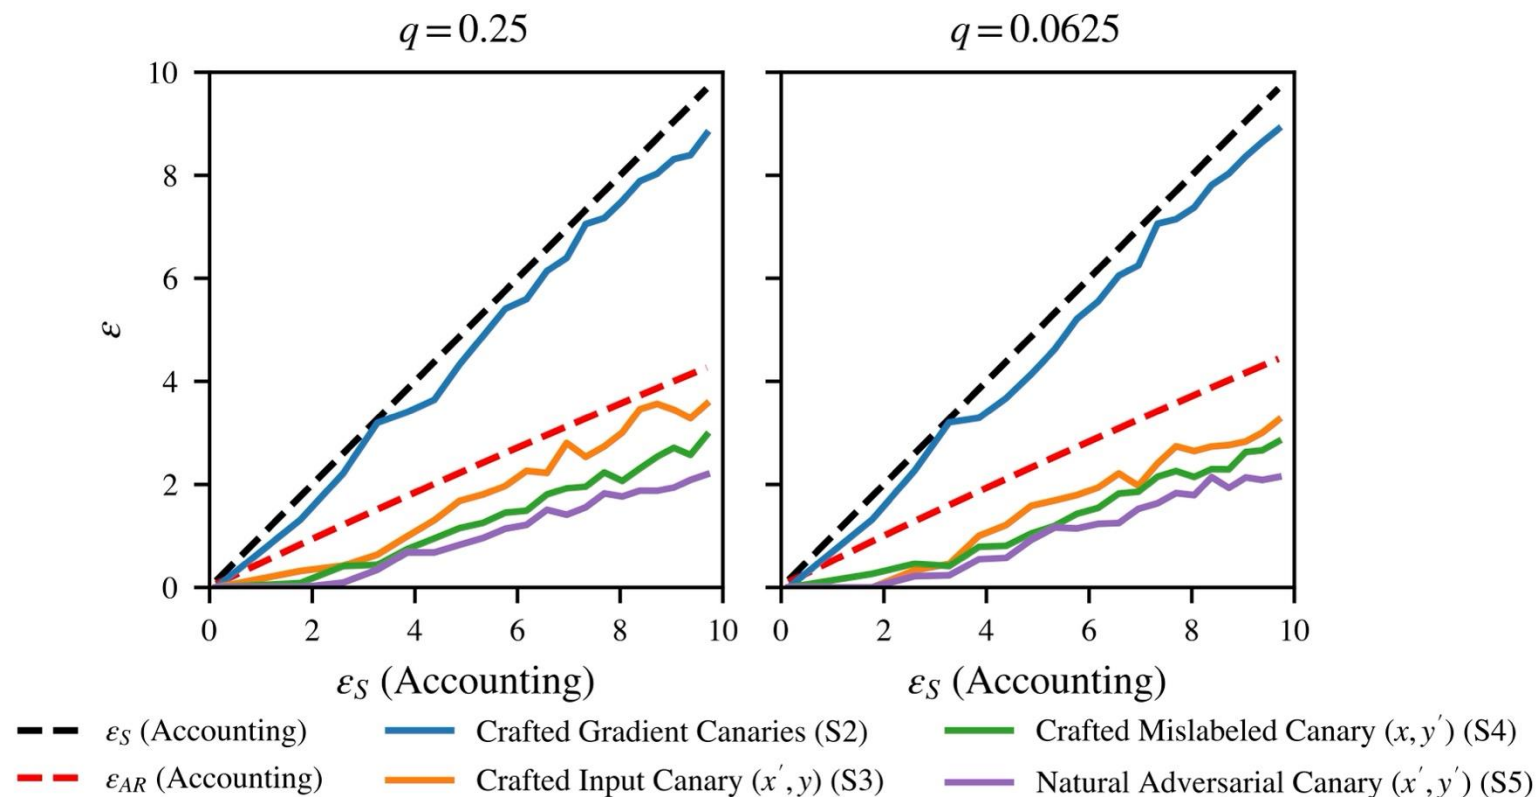 q = 0.25
q = 0.0625
10
8
6
4
2
0
ε
0 2 4 6 8 10
0 2 4 6 8 10
ε_S (Accounting)
ε_S (Accounting)
ε_S (Accounting)
ε_AR (Accounting)
Crafted Gradient Canaries (S2)
Crafted Input Canary (x′, y) (S3)
Crafted Mislabeled Canary (x, y′) (S4)
Natural Adversarial Canary (x′, y′) (S5)